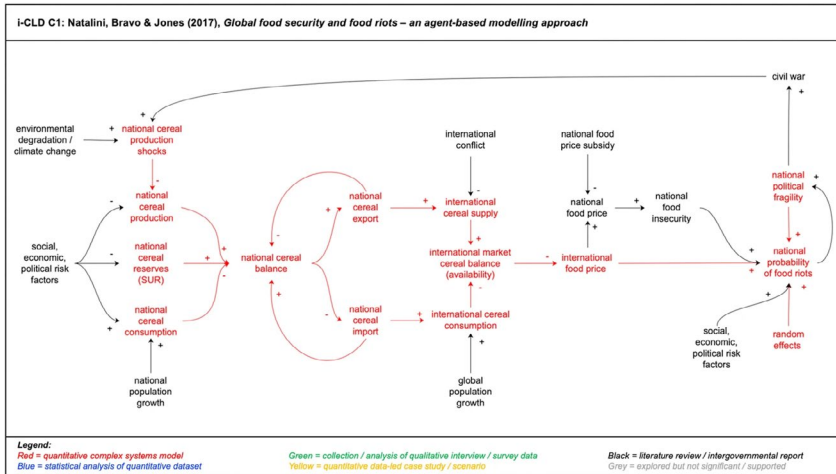 i-CLD C1: Natalini, Bravo & Jones (2017), Global food security and food riots – an agent-based modelling approach
civil war
+
+
environmental
degradation /
climate change
+
national cereal
production
shocks
international
conflict
national food
price subsidy
national
political
fragility
+
-
-
-
-
national
cereal
production
national
cereal
export
+
international
cereal supply
national
food price
+
national
food
insecurity
+
+
-
+
+
+
+
social,
economic,
political risk
factors
-
national
cereal
reserves
(SUR)
+
national cereal
balance
international market
cereal balance
(availability)
-
international
food price
+
+
national
probability
of food riots
-
+
-
-
+
+
+
national
cereal
consumption
national
cereal
import
+
international cereal
consumption
social,
economic,
political risk
factors
random
effects
+
+
national
population
growth
global
population
growth
Legend:
Red = quantitative complex systems model
Green = collection / analysis of qualitative interview / survey data
Black = literature review / intergovernmental report
Blue = statistical analysis of quantitative dataset
Yellow = quantitative data-led case study / scenario
Grey = explored but not significant / supported